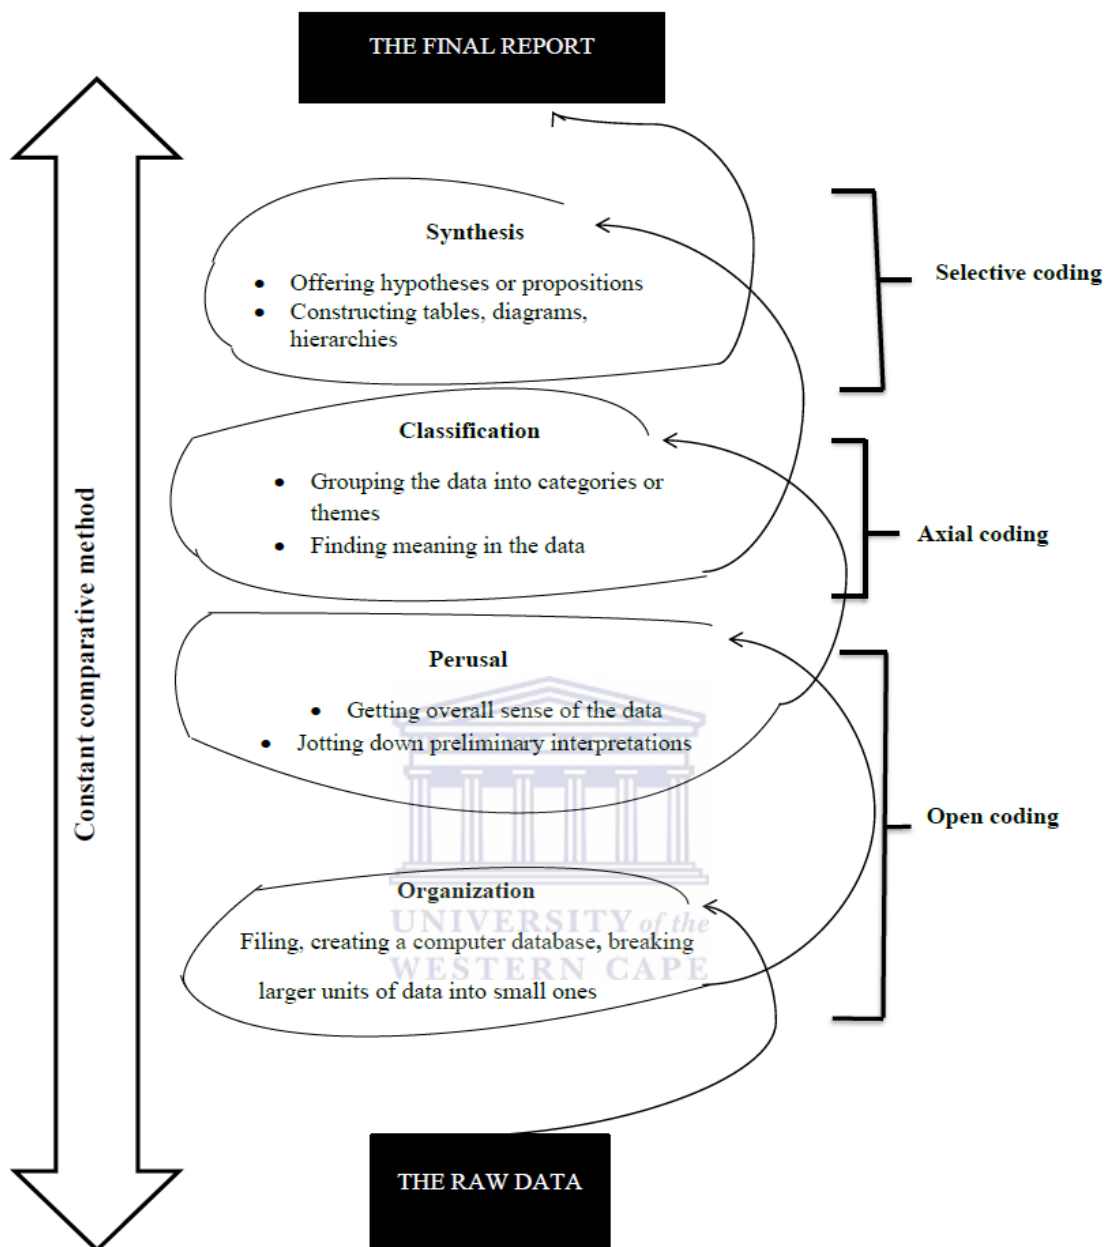 THE FINAL REPORT
Synthesis
• Offering hypotheses or propositions
• Constructing tables, diagrams,
hierarchies
Selective coding
Classification
• Grouping the data into categories or
themes
• Finding meaning in the data
Axial coding
Constant comparative method
Perusal
• Getting overall sense of the data
• Jotting down preliminary interpretations
Open coding
Organization
UNIVERSITY of the
Filing, creating a computer database, breaking
WESTERN CAPE
larger units of data into small ones
THE RAW DATA